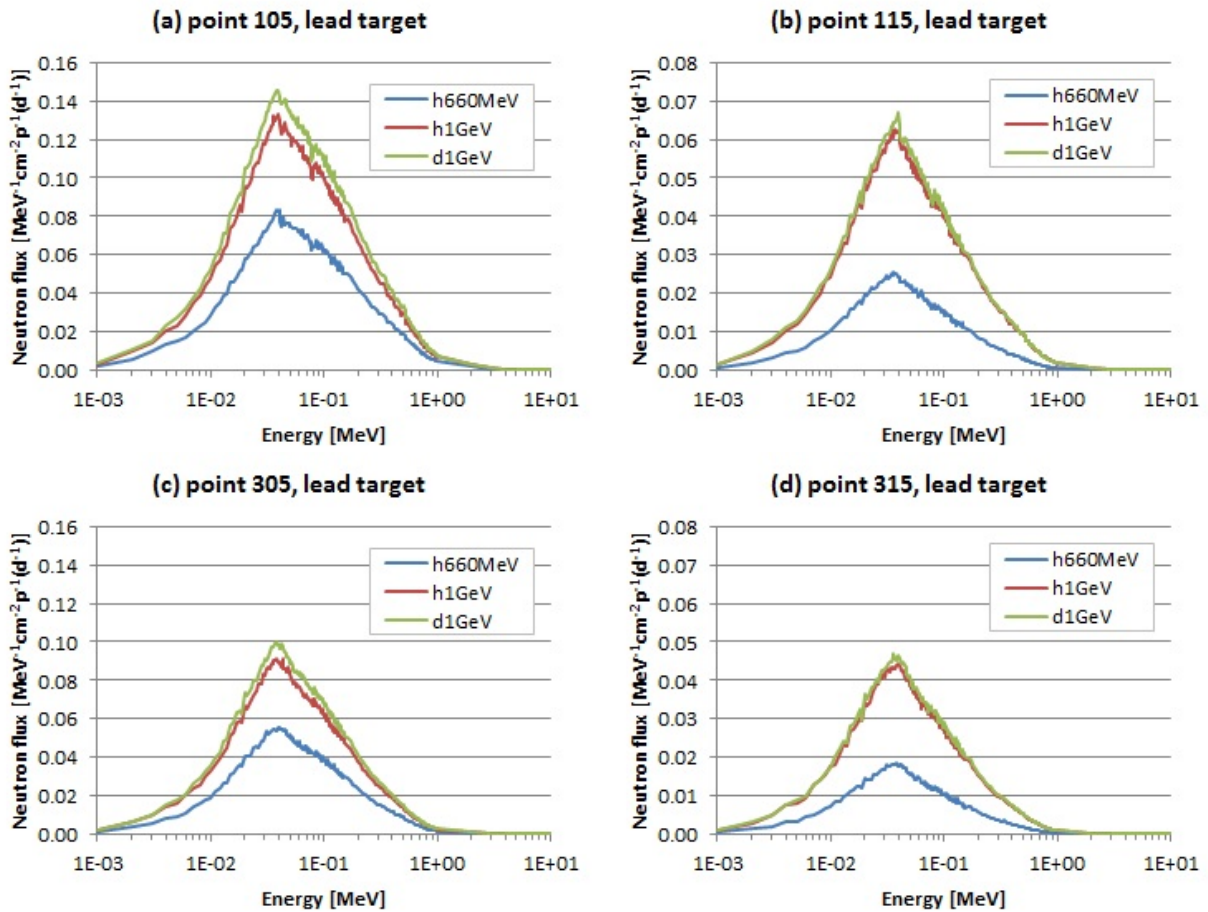 (a) point 105, lead target
Neutron flux [MeV⁻¹cm⁻²p⁻¹(d⁻¹)]
0.16
0.14
0.12
0.10
0.08
0.06
0.04
0.02
0.00
h660MeV
h1GeV
d1GeV
1E-03 1E-02 1E-01 1E+00 1E+01
Energy [MeV]
(b) point 115, lead target
Neutron flux [MeV⁻¹cm⁻²p⁻¹(d⁻¹)]
0.08
0.07
0.06
0.05
0.04
0.03
0.02
0.01
0.00
h660MeV
h1GeV
d1GeV
1E-03 1E-02 1E-01 1E+00 1E+01
Energy [MeV]
(c) point 305, lead target
Neutron flux [MeV⁻¹cm⁻²p⁻¹(d⁻¹)]
0.16
0.14
0.12
0.10
0.08
0.06
0.04
0.02
0.00
h660MeV
h1GeV
d1GeV
1E-03 1E-02 1E-01 1E+00 1E+01
Energy [MeV]
(d) point 315, lead target
Neutron flux [MeV⁻¹cm⁻²p⁻¹(d⁻¹)]
0.08
0.07
0.06
0.05
0.04
0.03
0.02
0.01
0.00
h660MeV
h1GeV
d1GeV
1E-03 1E-02 1E-01 1E+00 1E+01
Energy [MeV]